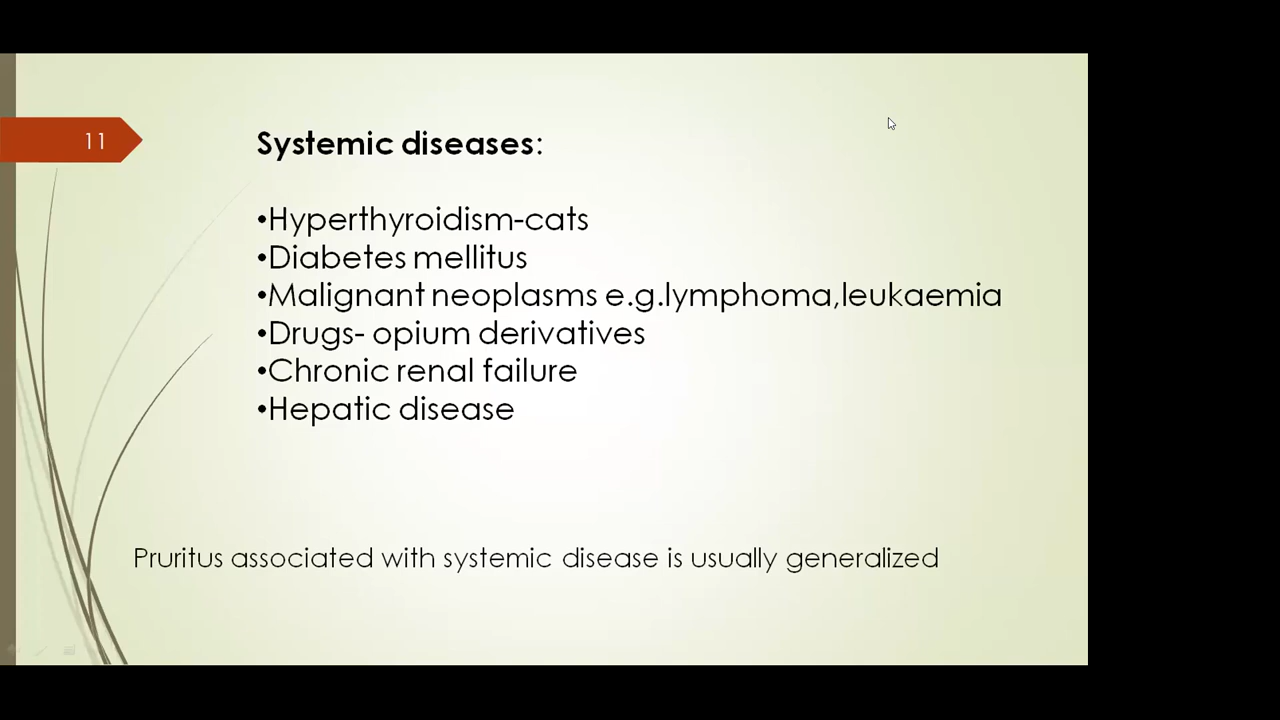 11
Systemic diseases:
•Hyperthyroidism-cats
•Diabetes mellitus
•Malignant neoplasms e.g.lymphoma,leukaemia
•Drugs- opium derivatives
•Chronic renal failure
•Hepatic disease
Pruritus associated with systemic disease is usually generalized